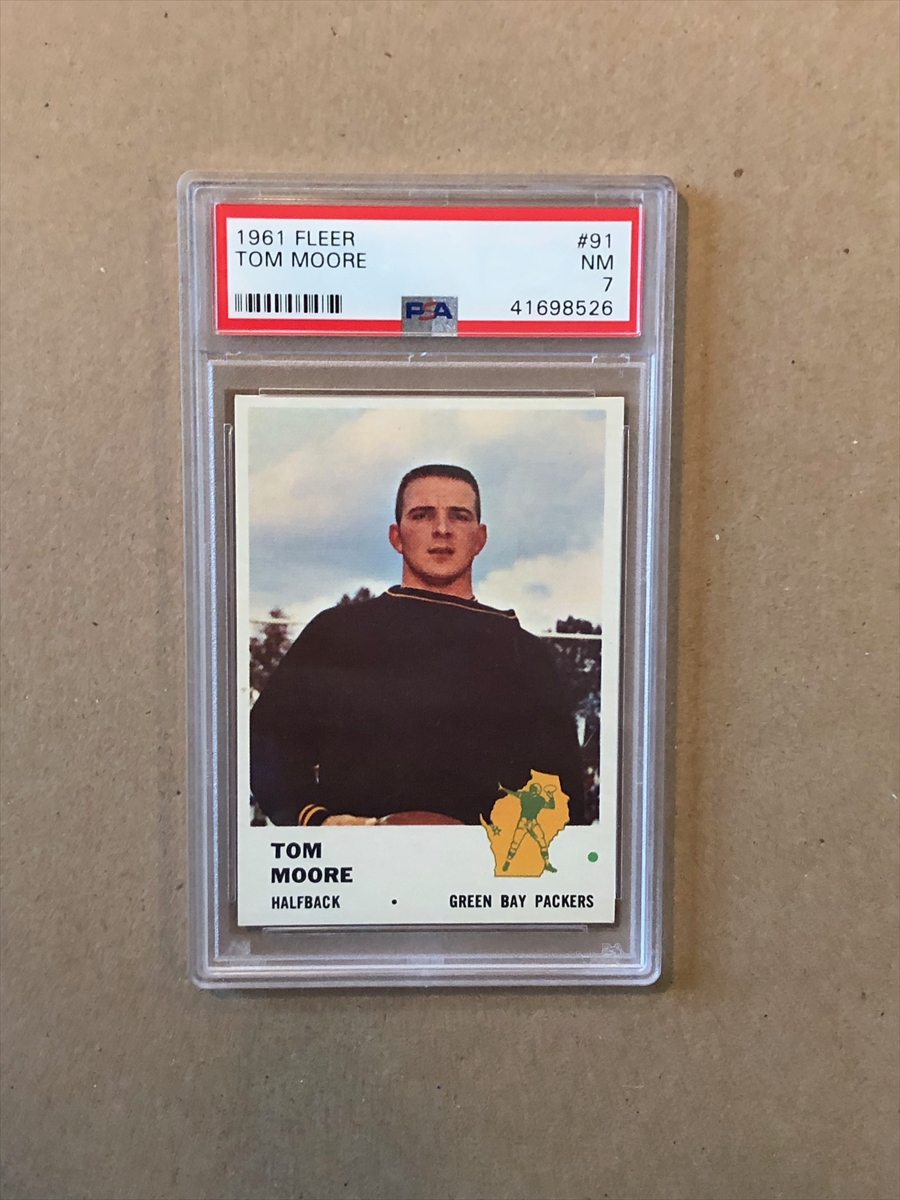 1961 FLEER #91
TOM MOORE NM
7
PSA 41698526
TOM
MOORE
HALFBACK • GREEN BAY PACKERS